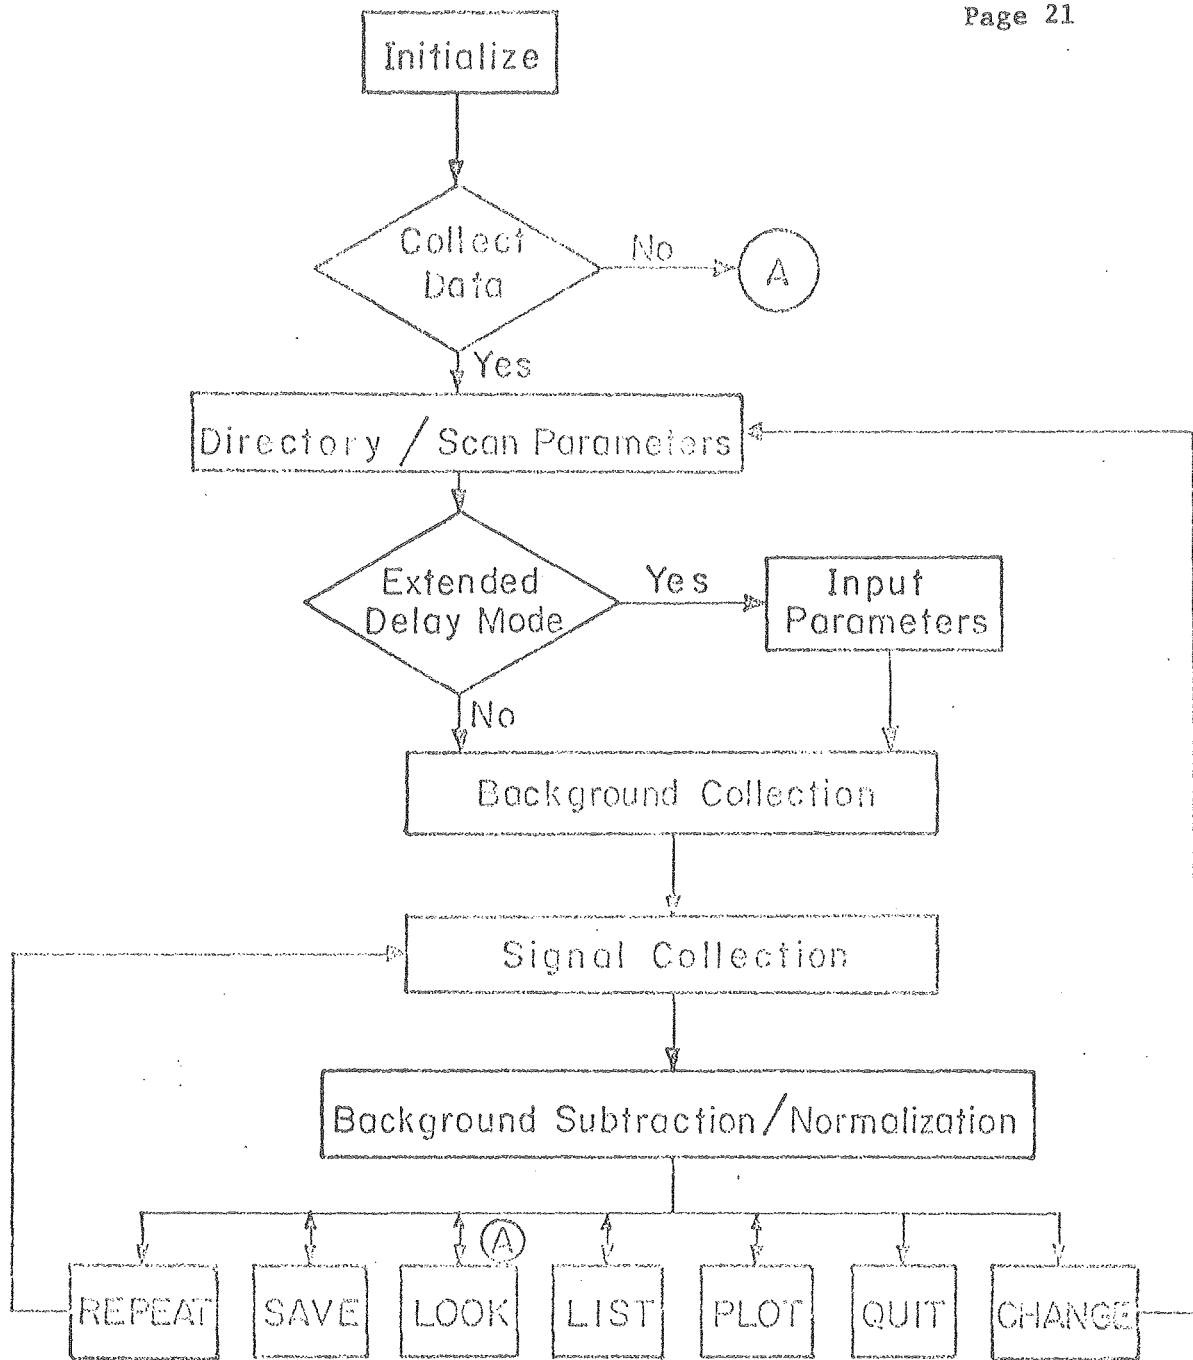 Page 21
Initialize
Collect
Data
No
A
Yes
Directory / Scan Parameters
Extended
Delay Mode
Yes
Input
Parameters
No
Background Collection
Signal Collection
Background Subtraction/Normalization
A
REPEAT
SAVE
LOOK
LIST
PLOT
QUIT
CHANGE